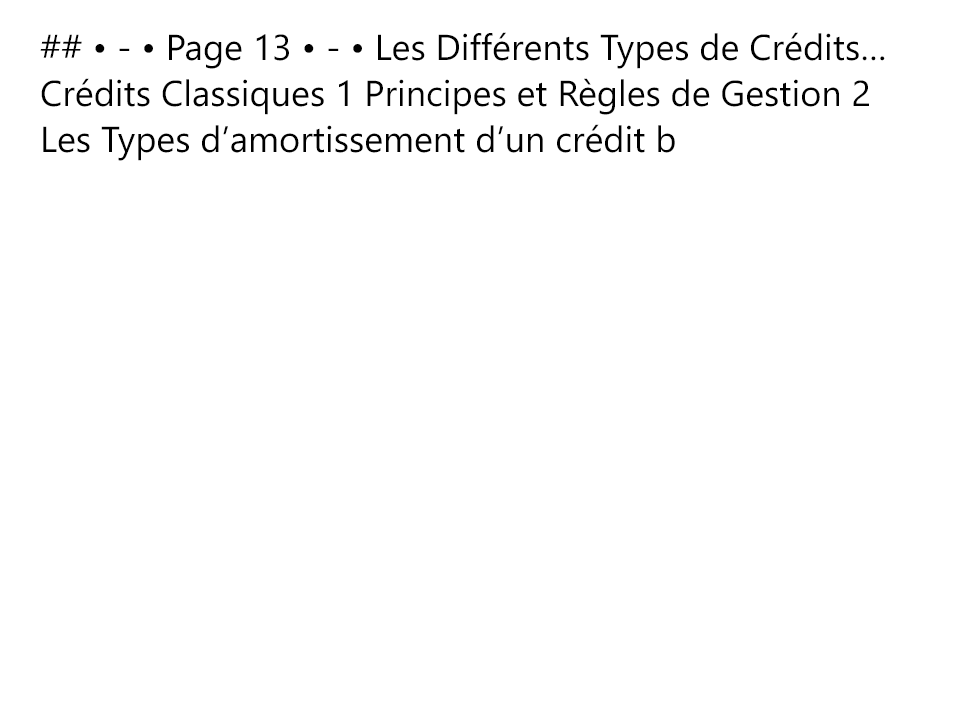 ## • - • Page 13 • - • Les Différents Types de Crédits…
Crédits Classiques 1 Principes et Règles de Gestion 2
Les Types d’amortissement d’un crédit b